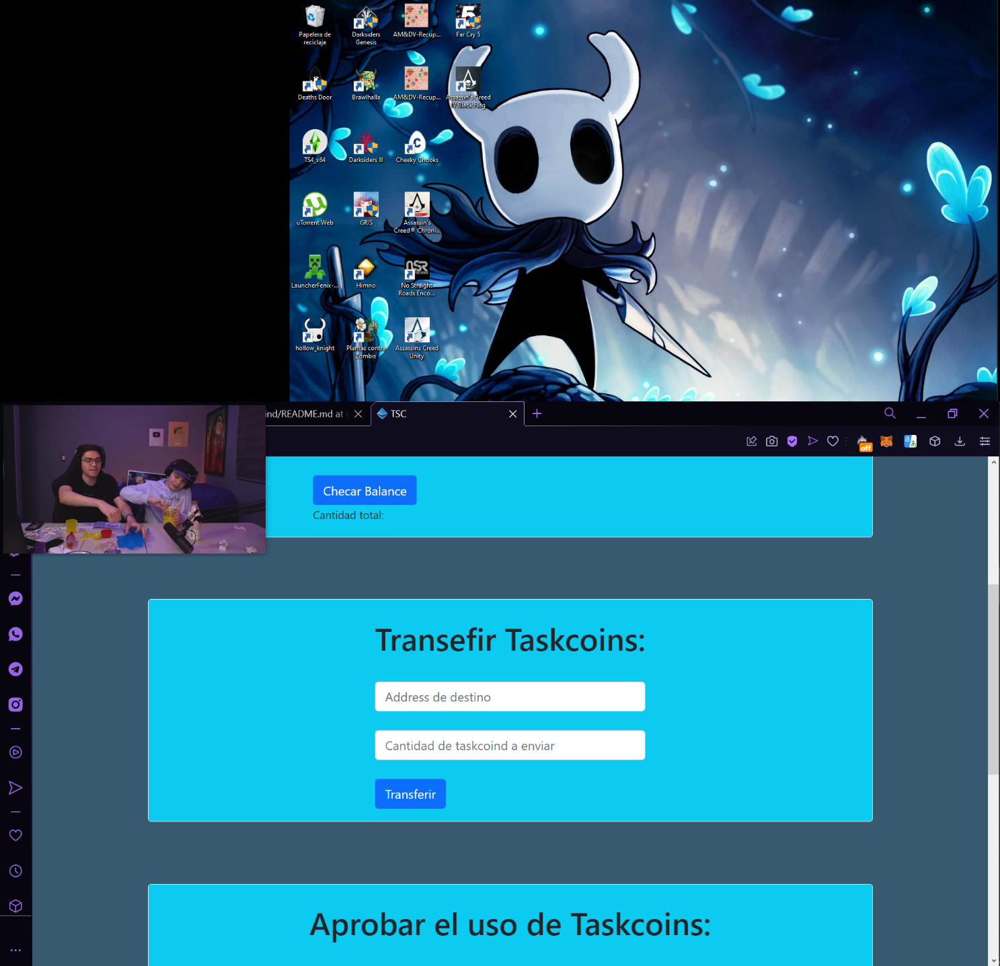 Papelera de
reciclaje
Darksiders
Genesis
AM&DV-Recup...
Far Cry 5
Deaths Door
Brawlhalla
AM&DV-Recup...
Assassin's Creed
IV Black Flag
TS4_x64
Darksiders III
Cheeky Chooks
uTorrent Web
GRIS
Assassin's
Creed® Chroni...
LauncherFenix-...
Himno
No Straight
Roads Enco...
hollow_knight
Plantas contra
Zombis
Assassins Creed
Unity
ind/README.md at
TSC
off
Checar Balance
Cantidad total:
Transefir Taskcoins:
Address de destino
Cantidad de taskcoind a enviar
Transferir
Aprobar el uso de Taskcoins: